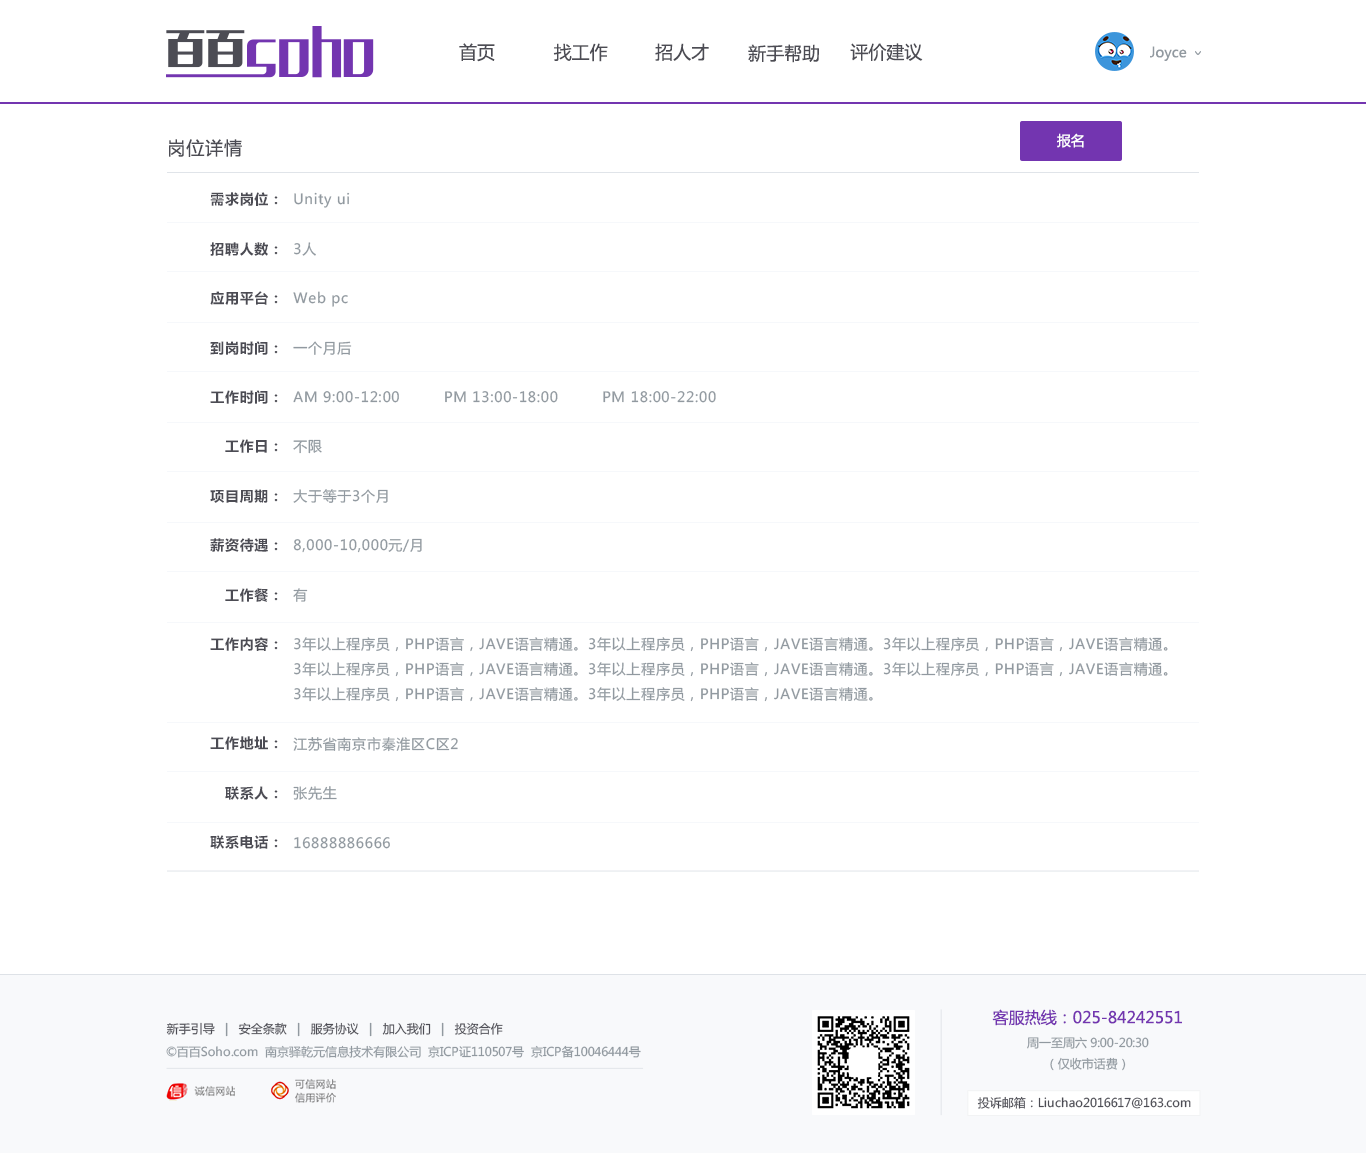 百百soho
首页 找工作 招人才 新手帮助 评价建议 Joyce
岗位详情 报名
需求岗位： Unity ui
招聘人数： 3人
应用平台： Web pc
到岗时间： 一个月后
工作时间： AM 9:00-12:00 PM 13:00-18:00 PM 18:00-22:00
工作日： 不限
项目周期： 大于等于3个月
薪资待遇： 8,000-10,000元/月
工作餐： 有
工作内容： 3年以上程序员，PHP语言，JAVE语言精通。3年以上程序员，PHP语言，JAVE语言精通。3年以上程序员，PHP语言，JAVE语言精通。
3年以上程序员，PHP语言，JAVE语言精通。3年以上程序员，PHP语言，JAVE语言精通。3年以上程序员，PHP语言，JAVE语言精通。
3年以上程序员，PHP语言，JAVE语言精通。3年以上程序员，PHP语言，JAVE语言精通。
工作地址： 江苏省南京市秦淮区C区2
联系人： 张先生
联系电话： 16888886666
新手引导 | 安全条款 | 服务协议 | 加入我们 | 投资合作
©百百Soho.com 南京驿乾元信息技术有限公司 京ICP证110507号 京ICP备10046444号
信 诚信网站
可信网站
信用评价
客服热线：025-84242551
周一至周六 9:00-20:30
（仅收市话费）
投诉邮箱：Liuchao2016617@163.com